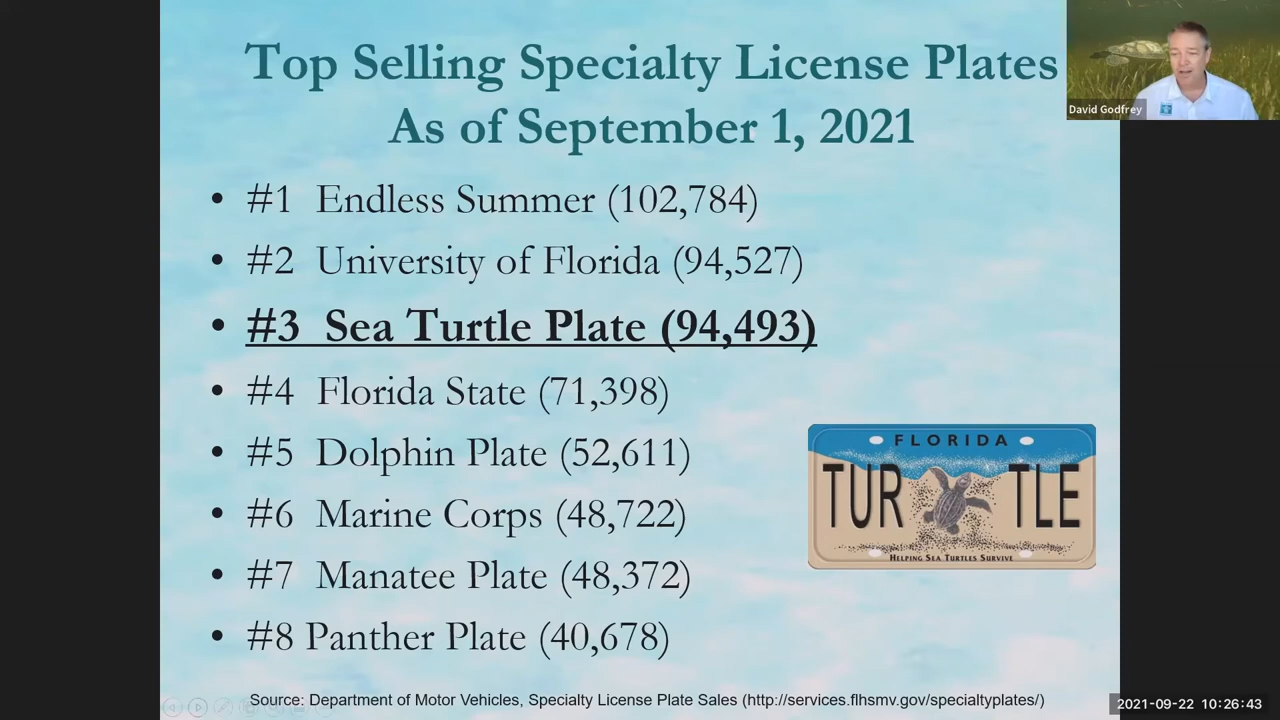 Top Selling Specialty License Plates
As of September 1, 2021
David Godfrey
• #1 Endless Summer (102,784)
• #2 University of Florida (94,527)
• #3 Sea Turtle Plate (94,493)
• #4 Florida State (71,398)
• #5 Dolphin Plate (52,611)
• #6 Marine Corps (48,722)
• #7 Manatee Plate (48,372)
• #8 Panther Plate (40,678)
FLORIDA
TUR TLE
HELPING SEA TURTLES SURVIVE
Source: Department of Motor Vehicles, Specialty License Plate Sales (http://services.flhsmv.gov/specialtyplates/)
2021-09-22 10:26:43